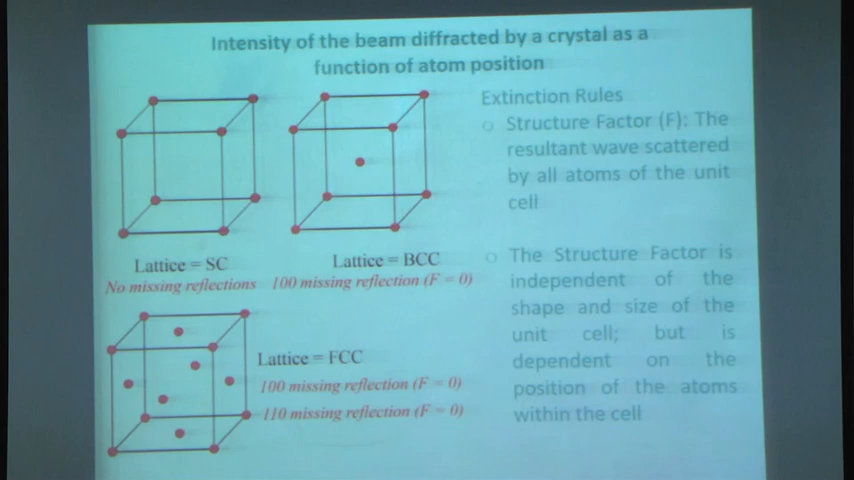 Intensity of the beam diffracted by a crystal as a
function of atom position
Extinction Rules
○ Structure Factor (F): The
resultant wave scattered
by all atoms of the unit
cell
Lattice = SC
No missing reflections
Lattice = BCC
100 missing reflection (F = 0)
○ The Structure Factor is
independent of the
shape and size of the
unit cell; but is
dependent on the
position of the atoms
within the cell
Lattice = FCC
100 missing reflection (F = 0)
110 missing reflection (F = 0)